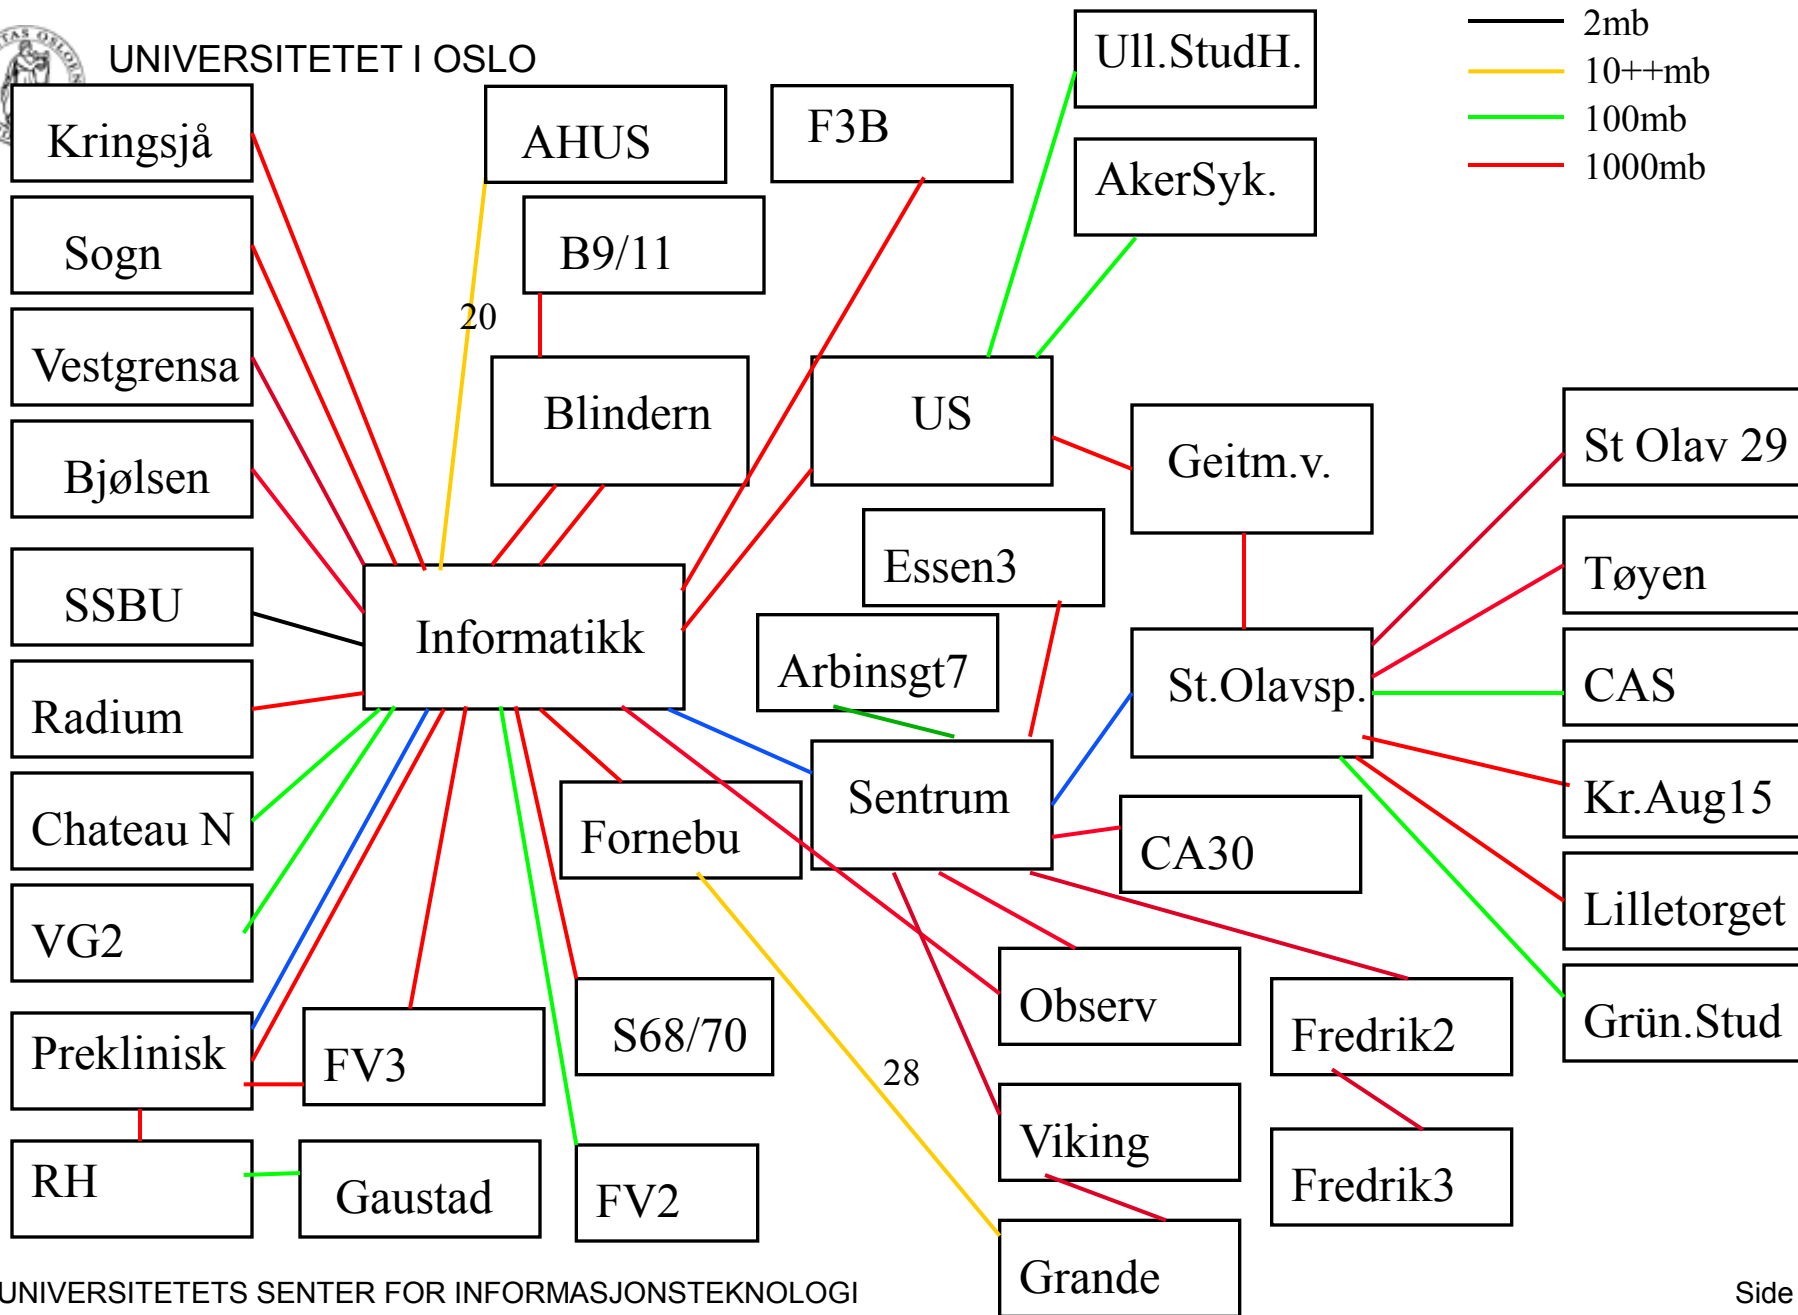 UNIVERSITETET I OSLO
2mb
10++mb
100mb
1000mb
Ull.StudH.
Kringsjå
AHUS
F3B
AkerSyk.
Sogn
B9/11
20
Vestgrensa
Blindern
US
Geitm.v.
St Olav 29
Bjølsen
Essen3
Tøyen
SSBU
Informatikk
Arbinsgt7
St.Olavsp.
CAS
Radium
Sentrum
Kr.Aug15
Chateau N
Fornebu
CA30
Lilletorget
VG2
Observ
Grün.Stud
Preklinisk
FV3
S68/70
28
Fredrik2
Viking
RH
Gaustad
FV2
Fredrik3
Grande
UNIVERSITETETS SENTER FOR INFORMASJONSTEKNOLOGI
Side